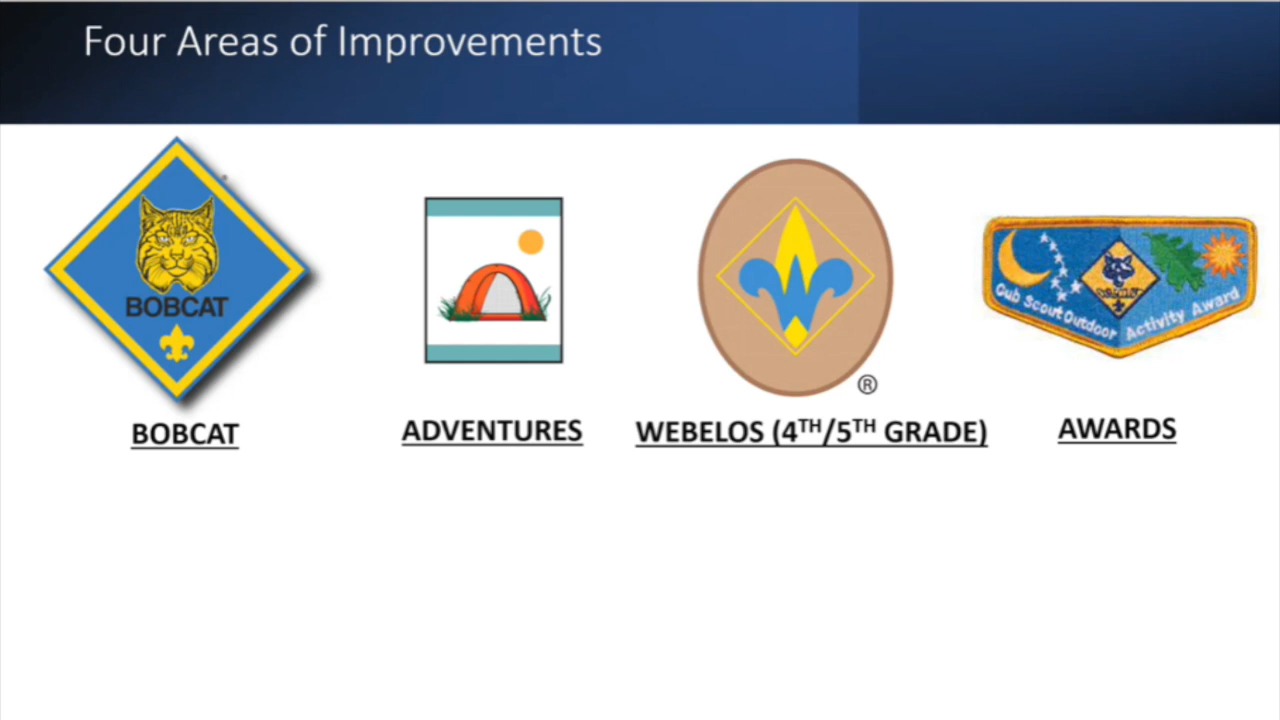 Four Areas of Improvements
BOBCAT
Cub Scout Outdoor Activity Award
®
BOBCAT
ADVENTURES
WEBELOS (4TH/5TH GRADE)
AWARDS